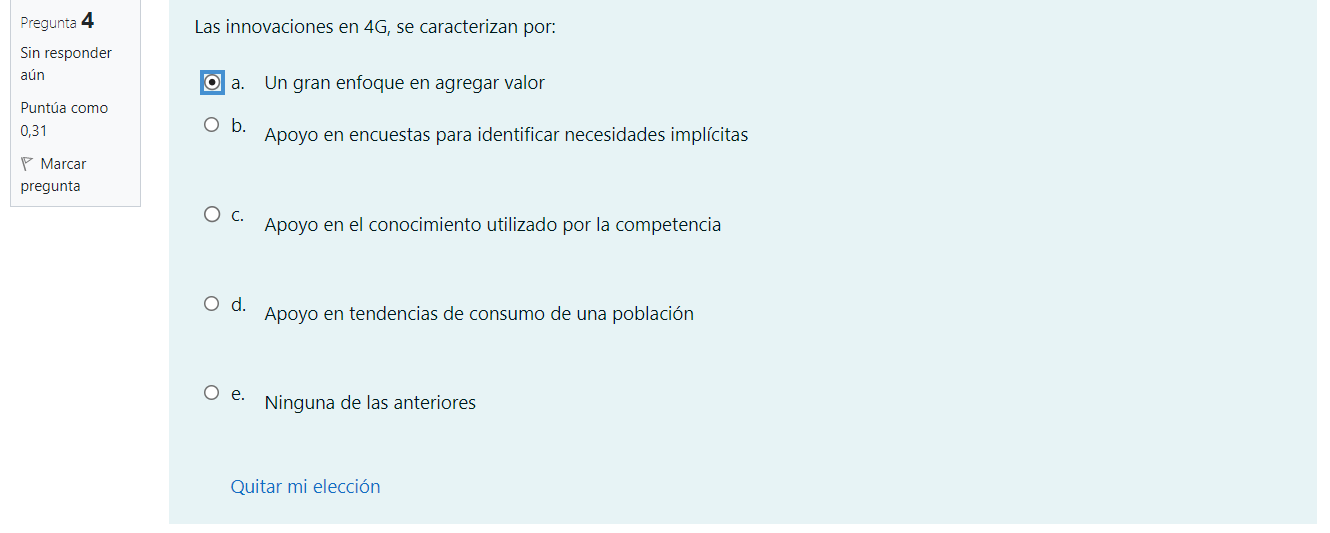 Pregunta 4
Sin responder
aún
Puntúa como
0,31
Marcar
pregunta
Las innovaciones en 4G, se caracterizan por:
a. Un gran enfoque en agregar valor
b. Apoyo en encuestas para identificar necesidades implícitas
c. Apoyo en el conocimiento utilizado por la competencia
d. Apoyo en tendencias de consumo de una población
e. Ninguna de las anteriores
Quitar mi elección